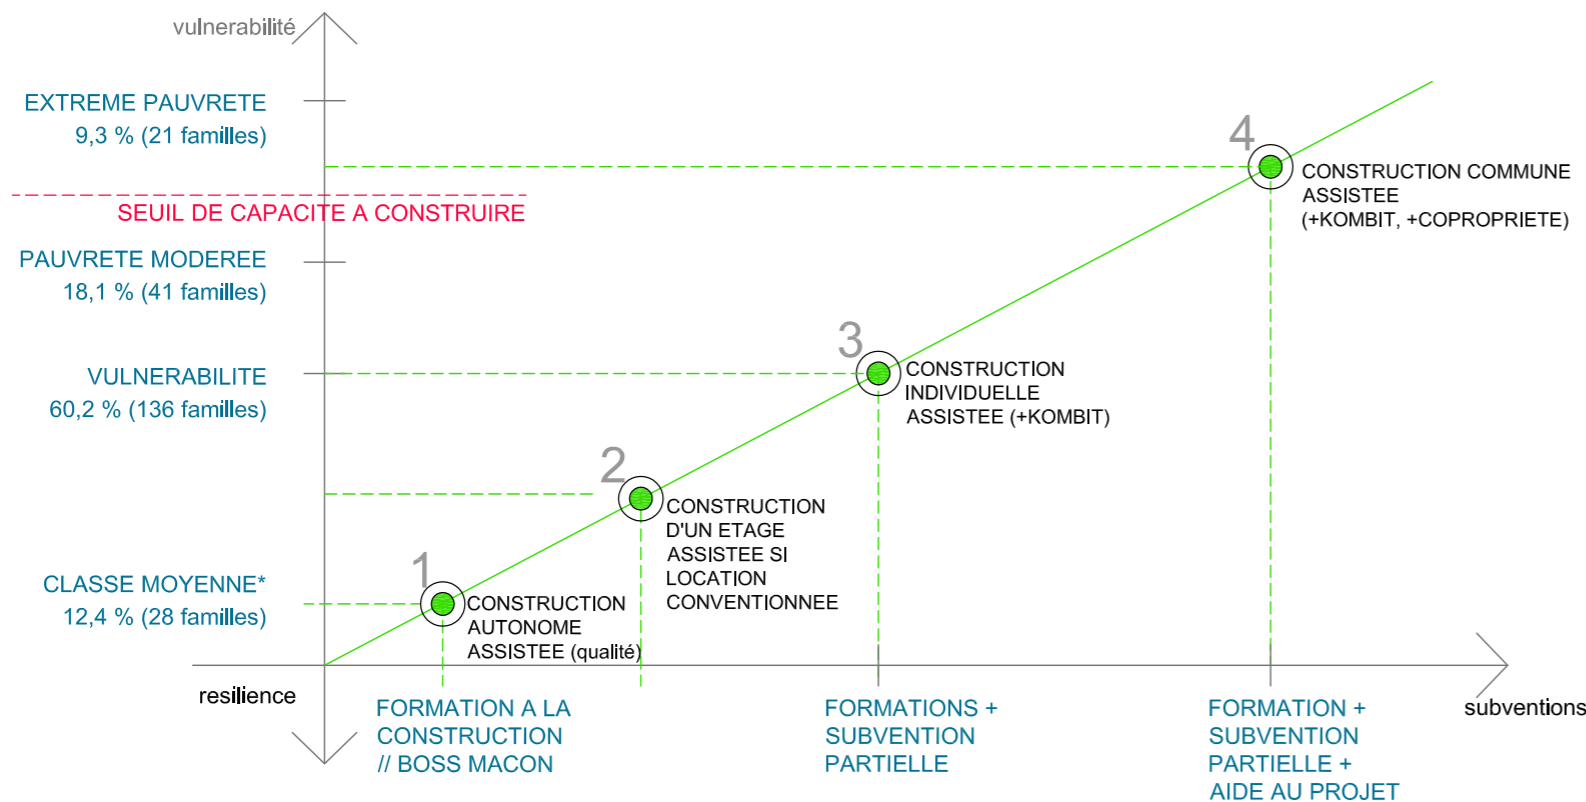 vulnerabilité
EXTREME PAUVRETE
9,3 % (21 familles)
SEUIL DE CAPACITE A CONSTRUIRE
PAUVRETE MODEREE
18,1 % (41 familles)
VULNERABILITE
60,2 % (136 familles)
CLASSE MOYENNE*
12,4 % (28 familles)
4
CONSTRUCTION COMMUNE
ASSISTEE
(+KOMBIT, +COPROPRIETE)
3
CONSTRUCTION
INDIVIDUELLE
ASSISTEE (+KOMBIT)
2
CONSTRUCTION
D'UN ETAGE
ASSISTEE SI
LOCATION
CONVENTIONNEE
1
CONSTRUCTION
AUTONOME
ASSISTEE (qualité)
resilience
subventions
FORMATION A LA
CONSTRUCTION
// BOSS MACON
FORMATIONS +
SUBVENTION
PARTIELLE
FORMATION +
SUBVENTION
PARTIELLE +
AIDE AU PROJET